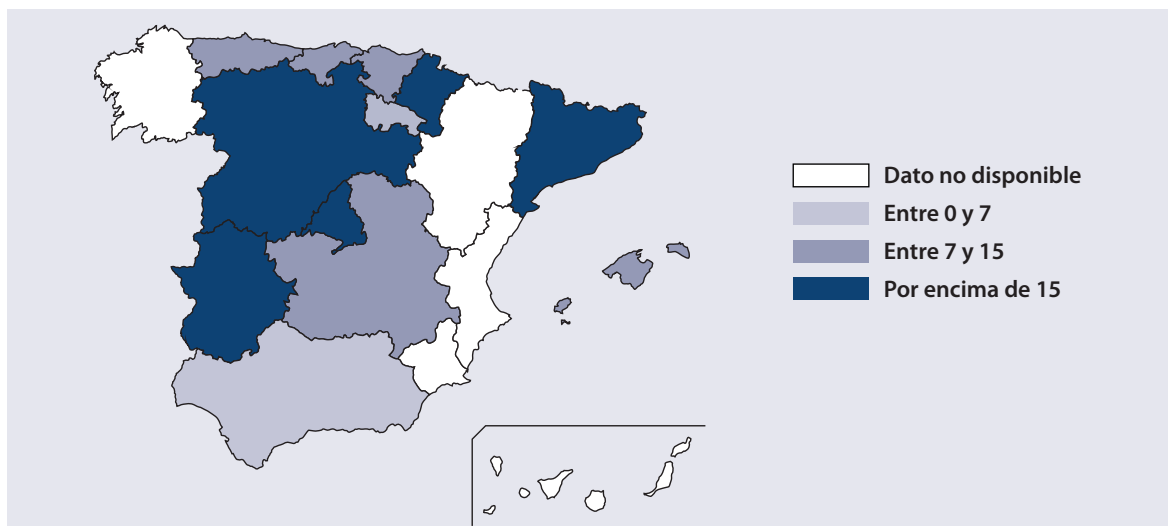 Dato no disponible
Entre 0 y 7
Entre 7 y 15
Por encima de 15